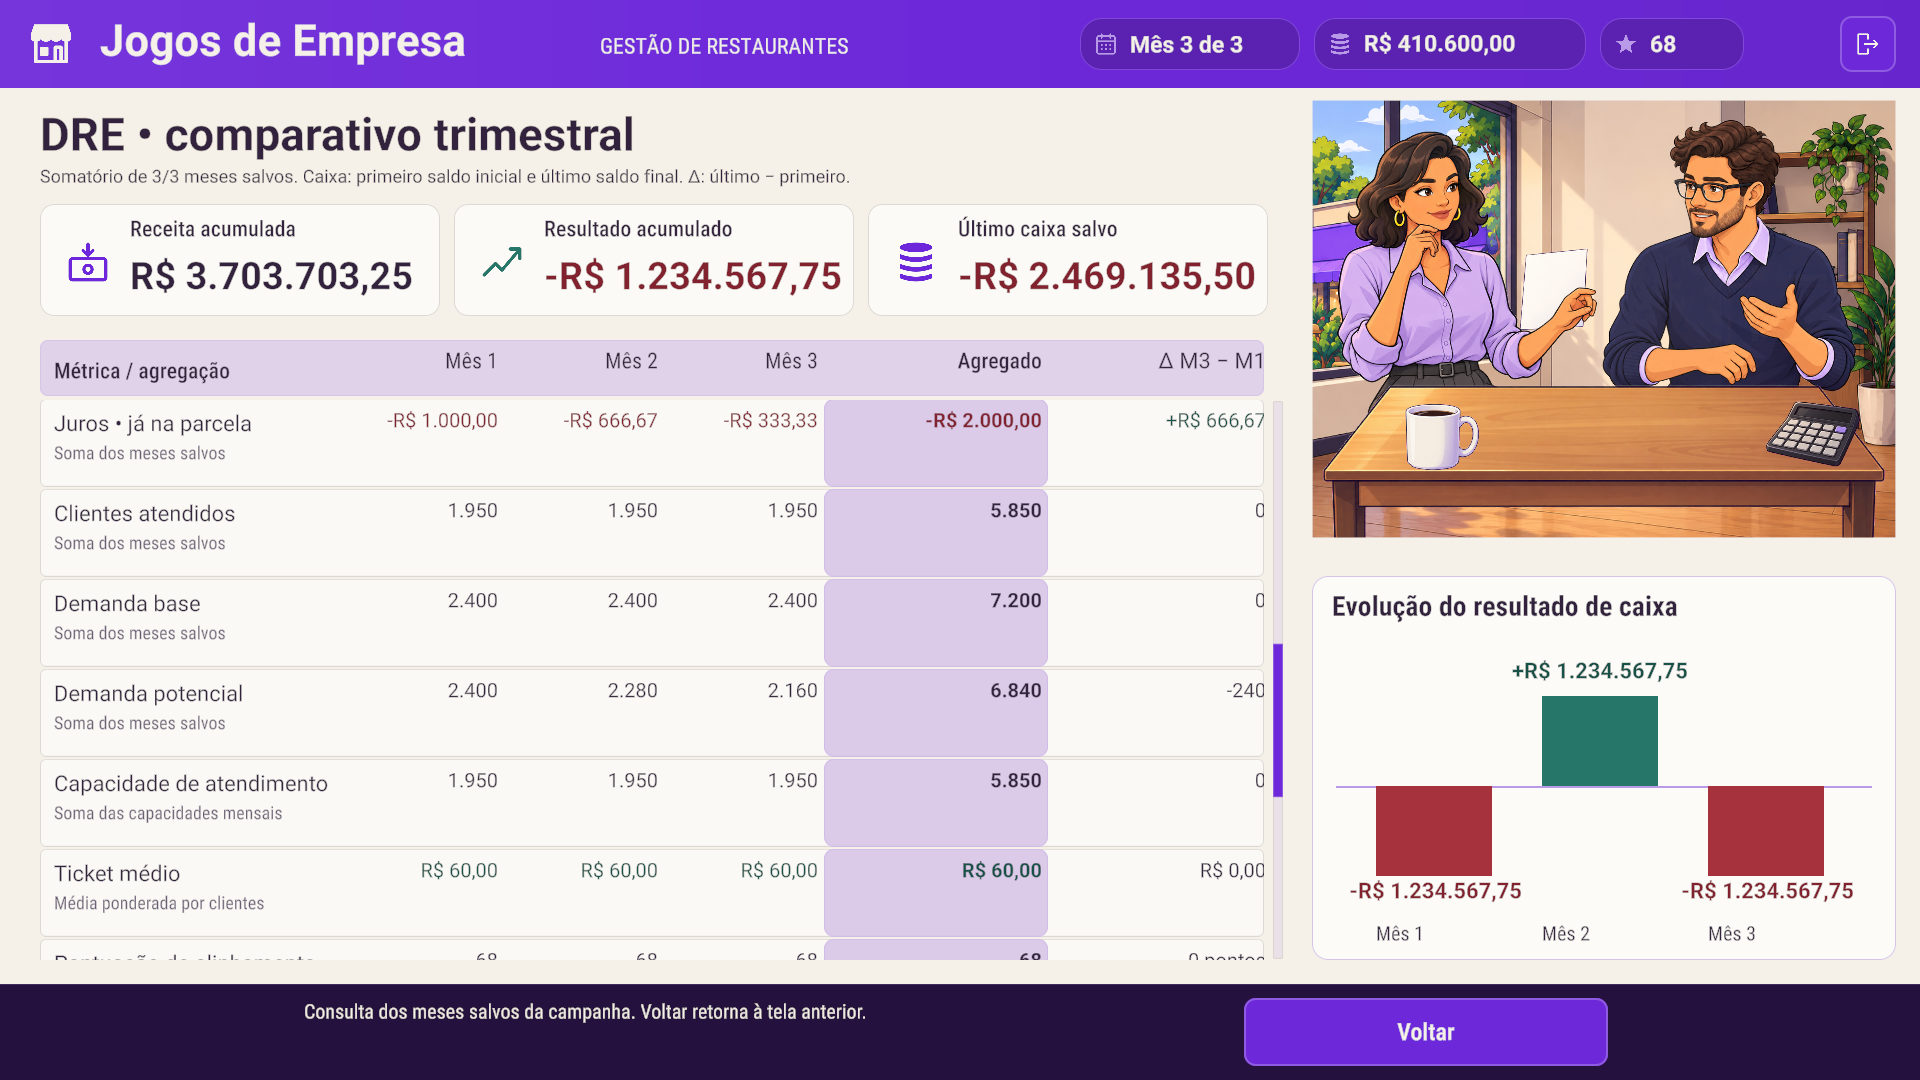 Jogos de Empresa
GESTÃO DE RESTAURANTES
Mês 3 de 3
R$ 410.600,00
68
DRE • comparativo trimestral
Somatório de 3/3 meses salvos. Caixa: primeiro saldo inicial e último saldo final. Δ: último − primeiro.
Receita acumulada
R$ 3.703.703,25
Resultado acumulado
-R$ 1.234.567,75
Último caixa salvo
-R$ 2.469.135,50
Métrica / agregação Mês 1 Mês 2 Mês 3 Agregado Δ M3 − M1
Juros • já na parcela -R$ 1.000,00 -R$ 666,67 -R$ 333,33 -R$ 2.000,00 +R$ 666,67
Soma dos meses salvos
Clientes atendidos 1.950 1.950 1.950 5.850 0
Soma dos meses salvos
Demanda base 2.400 2.400 2.400 7.200 0
Soma dos meses salvos
Demanda potencial 2.400 2.280 2.160 6.840 -240
Soma dos meses salvos
Capacidade de atendimento 1.950 1.950 1.950 5.850 0
Soma das capacidades mensais
Ticket médio R$ 60,00 R$ 60,00 R$ 60,00 R$ 60,00 R$ 0,00
Média ponderada por clientes
68 68 68 68 0 pontos
Evolução do resultado de caixa
+R$ 1.234.567,75
-R$ 1.234.567,75 -R$ 1.234.567,75
Mês 1 Mês 2 Mês 3
Consulta dos meses salvos da campanha. Voltar retorna à tela anterior.
Voltar